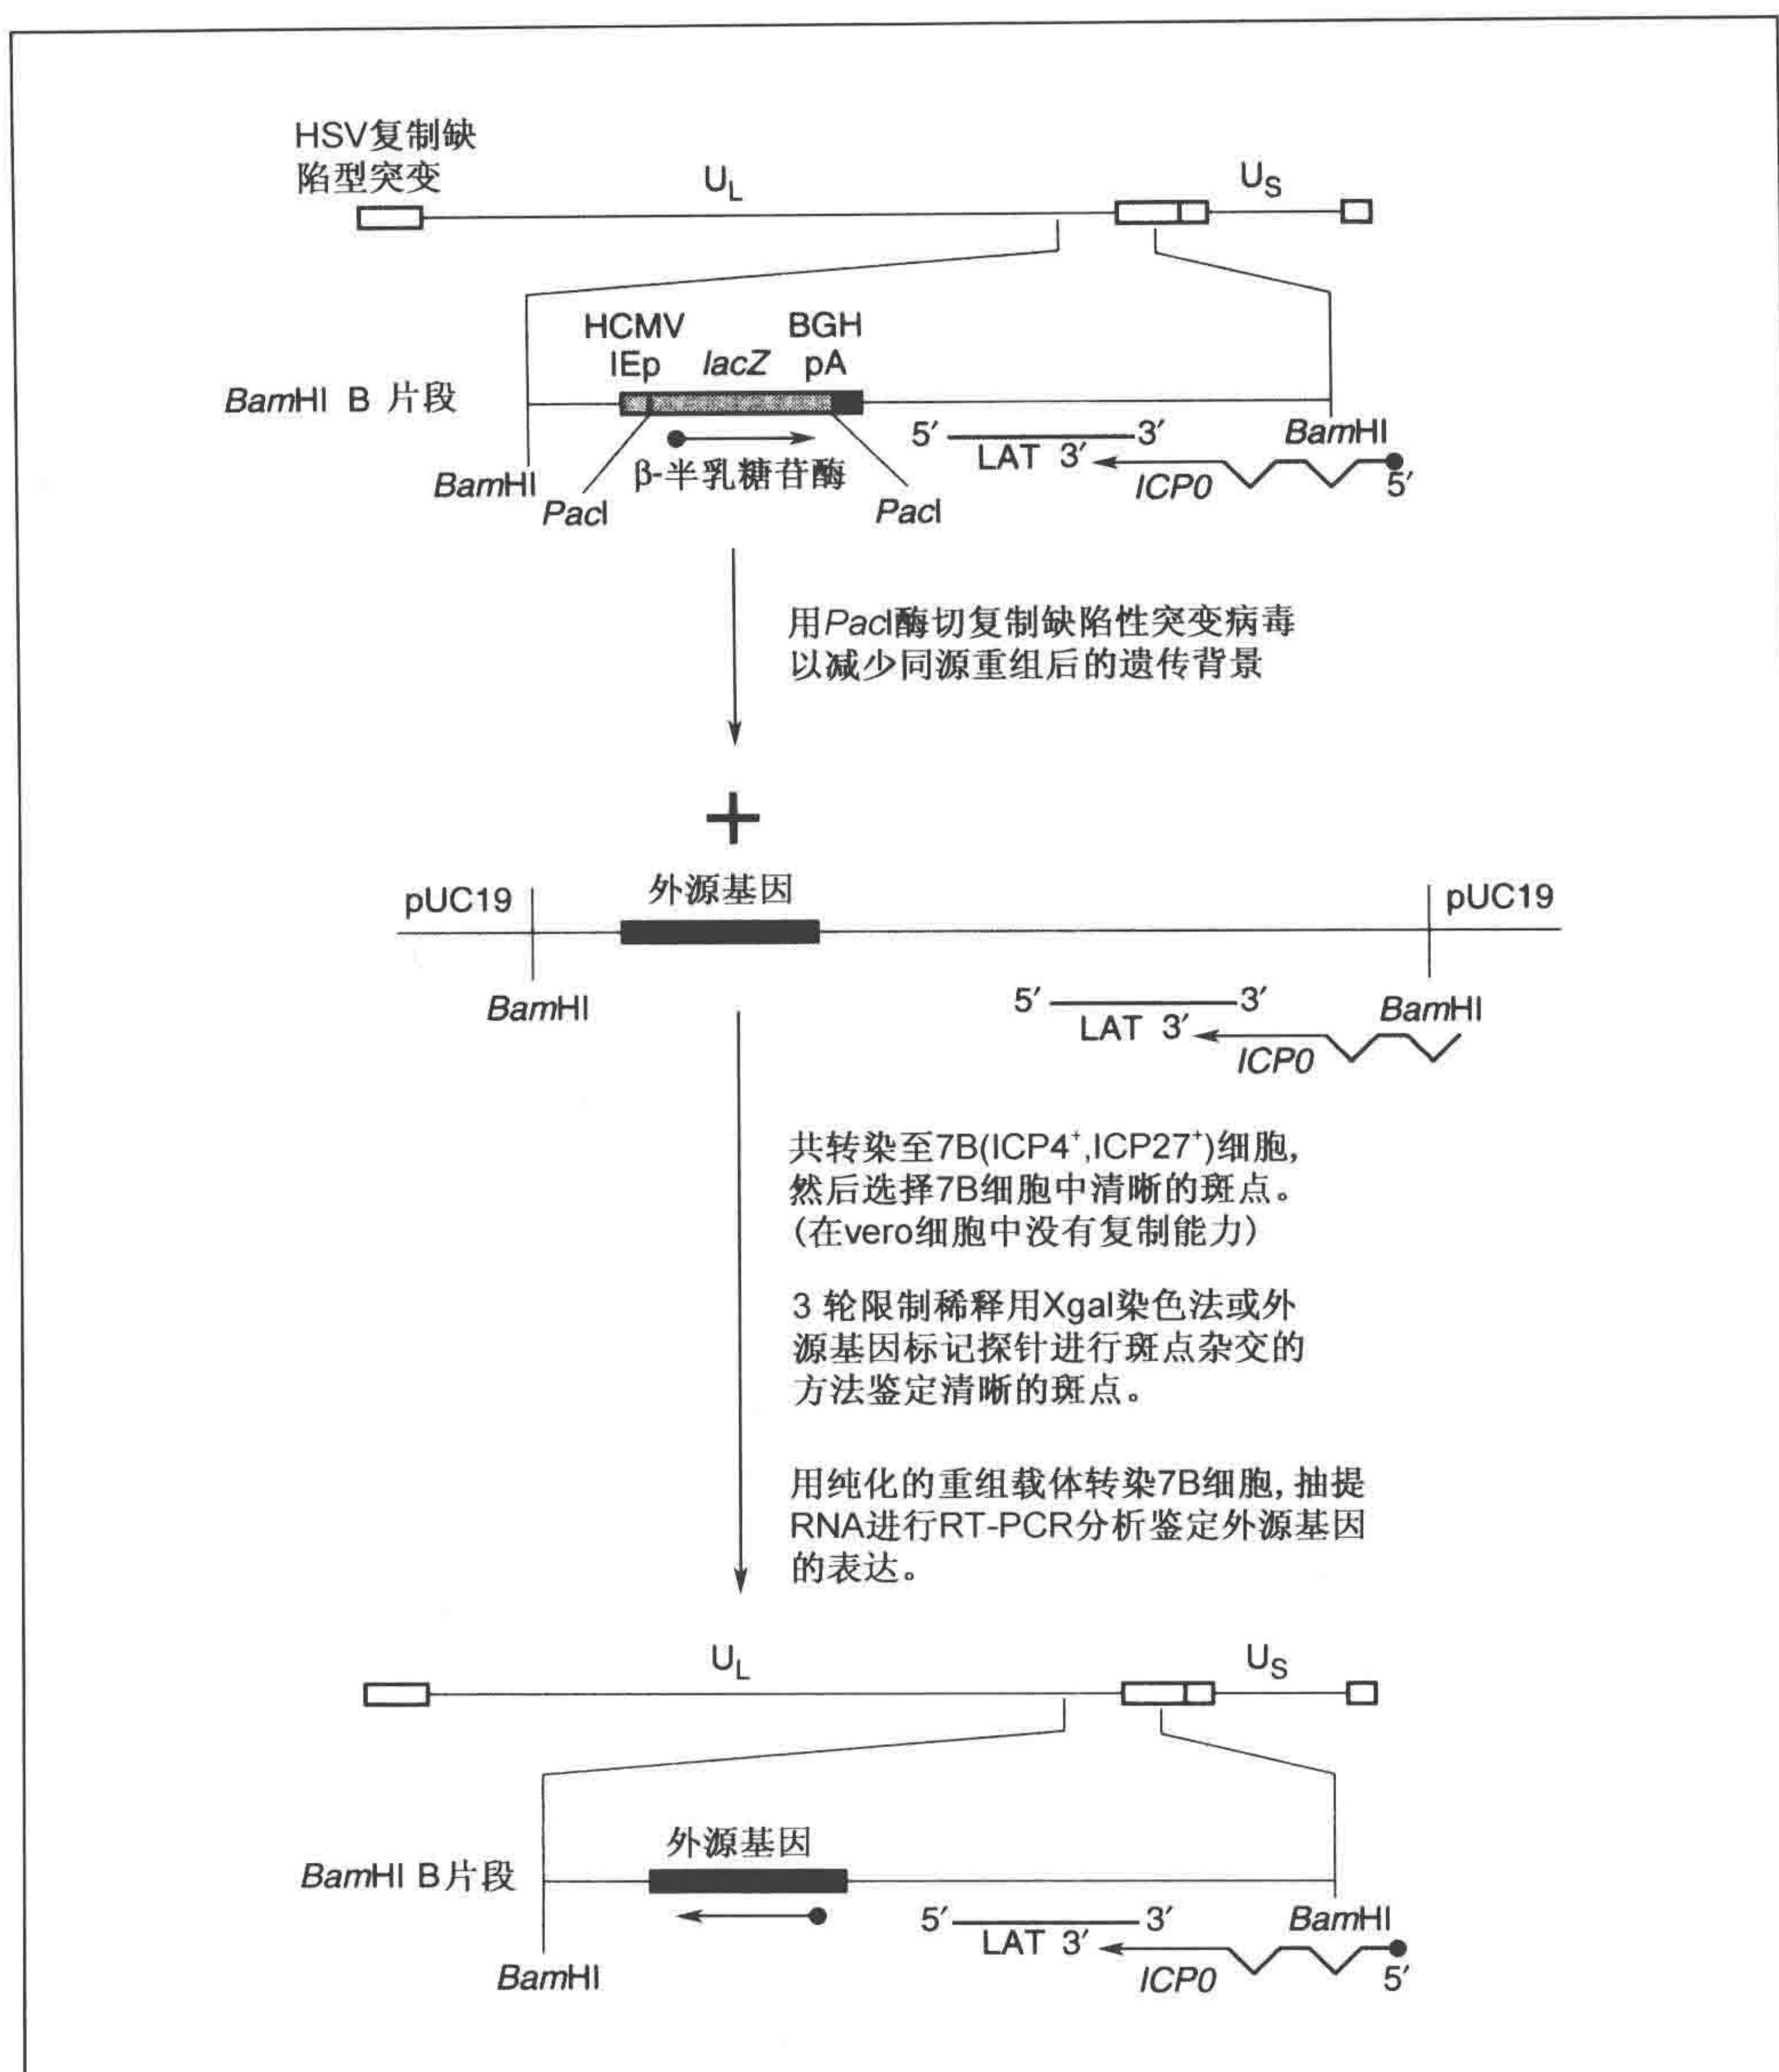 HSV复制缺
陷型突变
U_L
U_S
HCMV
IEp
lacZ
BGH
pA
BamHI B 片段
5′
3′
LAT
BamHI
3′
ICP0
5′
β-半乳糖苷酶
BamHI
PacI
PacI
用PacI酶切复制缺陷性突变病毒
以减少同源重组后的遗传背景
+
外源基因
pUC19
pUC19
BamHI
5′
3′
LAT
BamHI
3′
ICP0
共转染至7B(ICP4⁺,ICP27⁺)细胞,
然后选择7B细胞中清晰的斑点。
(在vero细胞中没有复制能力)
3 轮限制稀释用Xgal染色法或外
源基因标记探针进行斑点杂交的
方法鉴定清晰的斑点。
用纯化的重组载体转染7B细胞, 抽提
RNA进行RT-PCR分析鉴定外源基因
的表达。
U_L
U_S
外源基因
BamHI B片段
5′
3′
LAT
BamHI
3′
ICP0
5′
BamHI